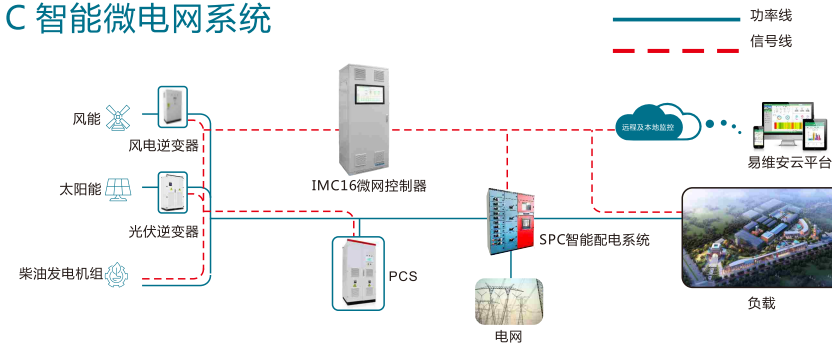 C 智能微电网系统
功率线
信号线
风能
风电逆变器
IMC16微网控制器
远程及本地监控
易维安云平台
太阳能
光伏逆变器
SPC智能配电系统
柴油发电机组
PCS
电网
负载